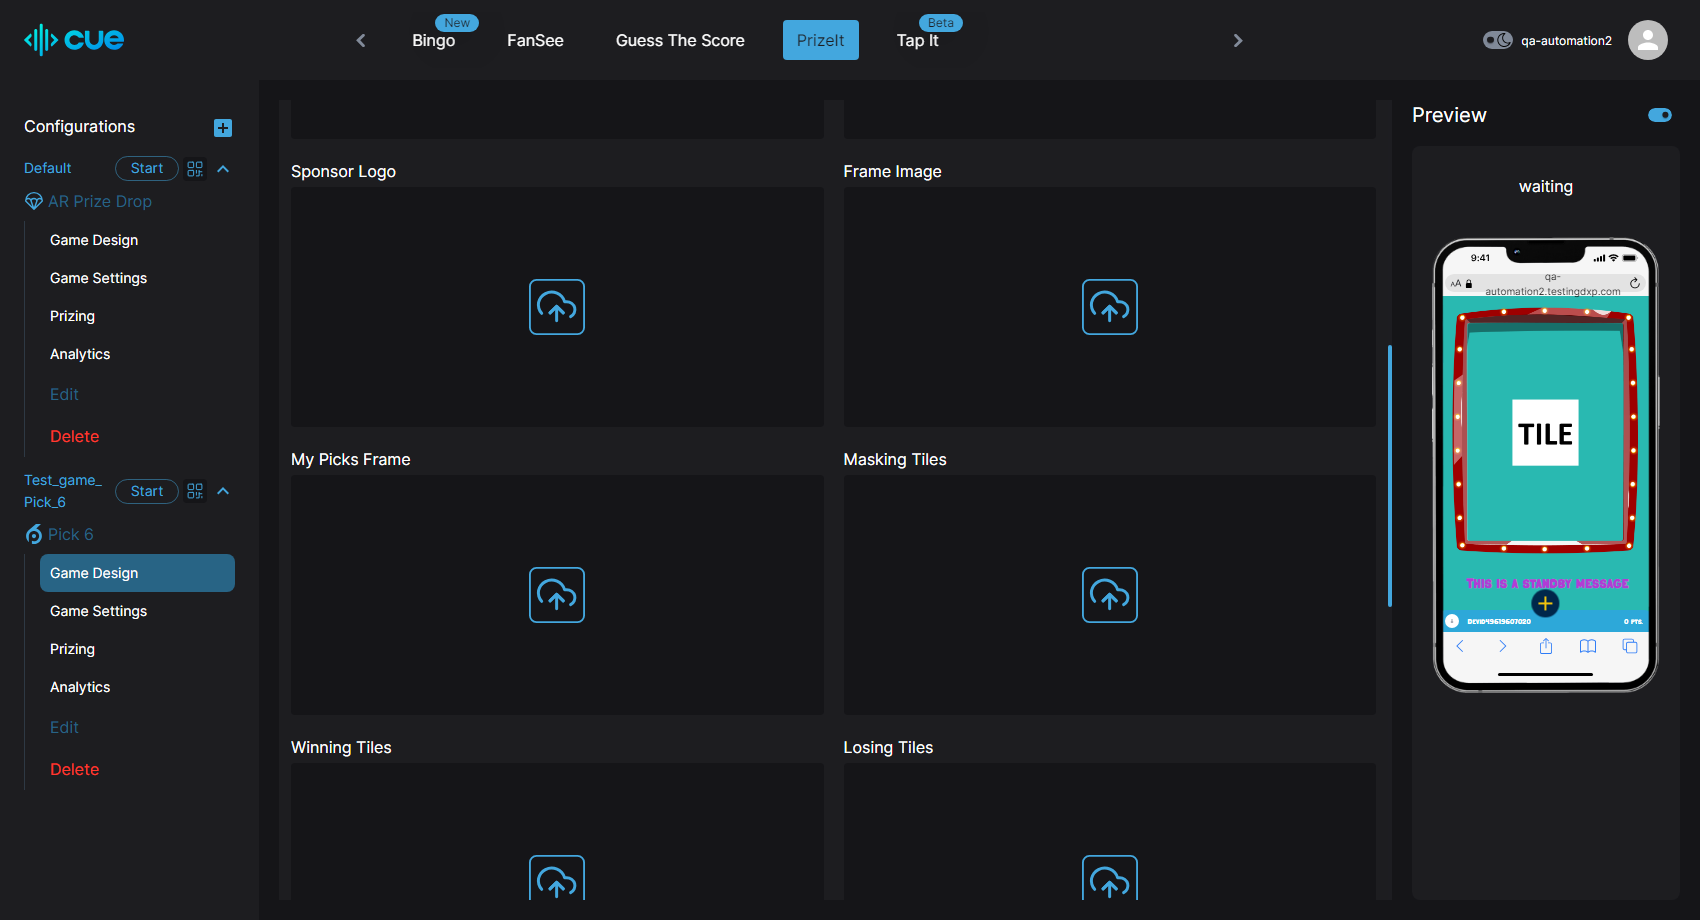 cue
New
Bingo
FanSee
Guess The Score
PrizeIt
Beta
Tap It
qa-automation2
Configurations
Default
Start
AR Prize Drop
Game Design
Game Settings
Prizing
Analytics
Edit
Delete
Test_game_
Pick_6
Start
Pick 6
Game Design
Game Settings
Prizing
Analytics
Edit
Delete
Sponsor Logo
Frame Image
My Picks Frame
Masking Tiles
Winning Tiles
Losing Tiles
Preview
waiting
9:41
AA
qa-
automation2.testingdxp.com
TILE
THIS IS A STANDBY MESSAGE
0 PTS.